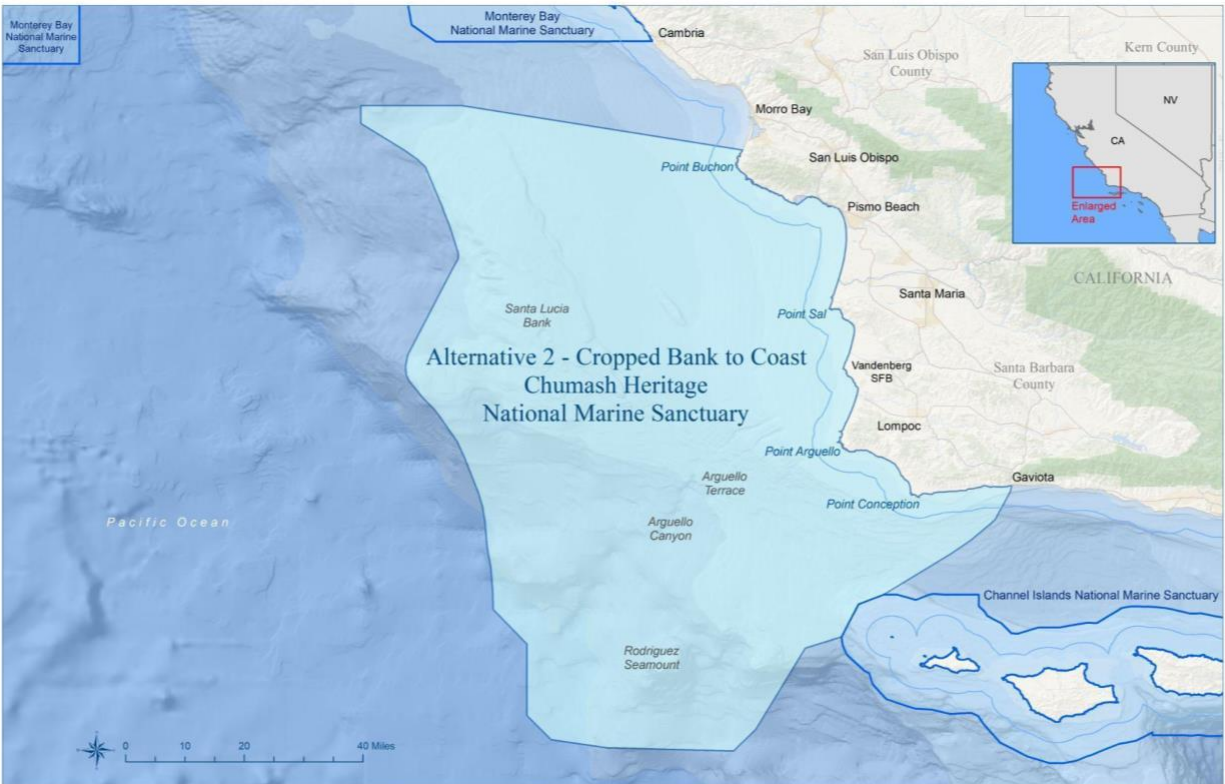 Monterey Bay
National Marine
Sanctuary
Monterey Bay
National Marine Sanctuary
Cambria
San Luis Obispo
County
Kern County
NV
CA
Enlarged
Area
Morro Bay
San Luis Obispo
Point Buchon
Pismo Beach
CALIFORNIA
Santa Maria
Santa Lucia
Bank
Point Sal
Alternative 2 - Cropped Bank to Coast
Chumash Heritage
National Marine Sanctuary
Vandenberg
SFB
Santa Barbara
County
Lompoc
Point Arguello
Arguello
Terrace
Gaviota
Point Conception
Pacific Ocean
Arguello
Canyon
Channel Islands National Marine Sanctuary
Rodriguez
Seamount
0 10 20 40 Miles